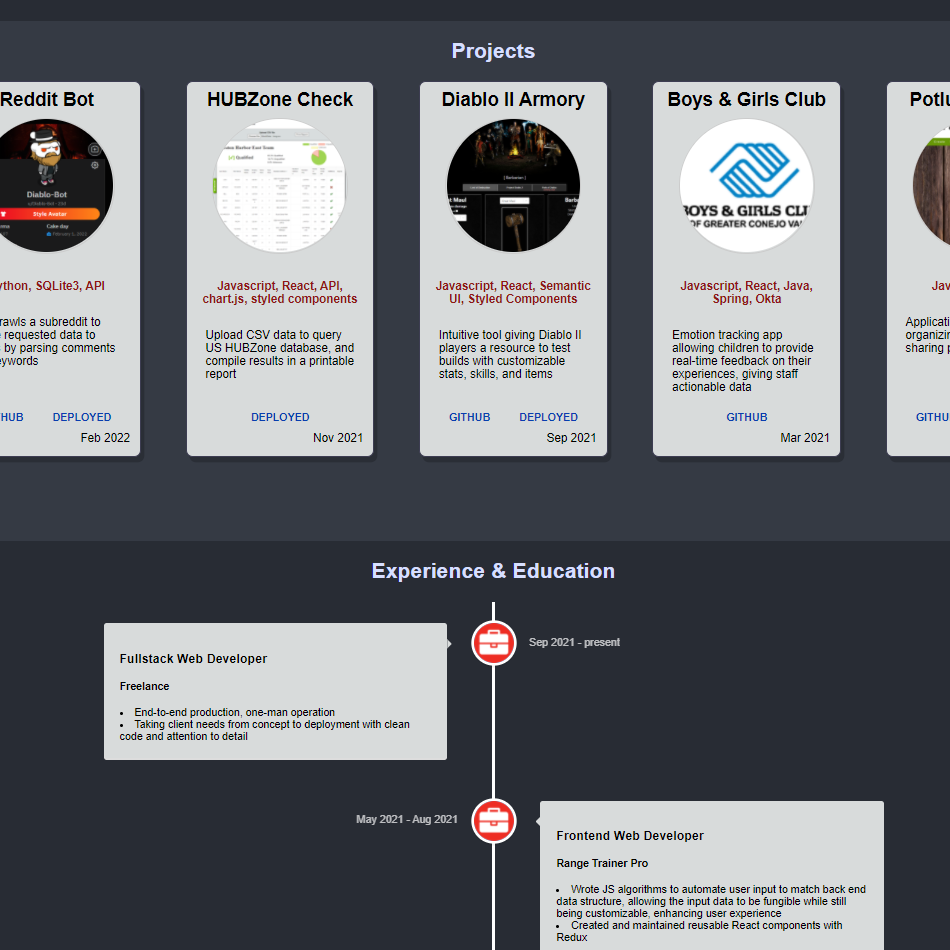 Projects
Reddit Bot
Diablo-Bot
Style Avatar
Cake day
February 6, 2022
SQLite3, API
a subreddit to
requested data to
by parsing comments
DEPLOYED
Feb 2022
HUBZone Check
Qualified
Javascript, React, API,
chart.js, styled components
Upload CSV data to query
US HUBZone database, and
compile results in a printable
report
DEPLOYED
Nov 2021
Diablo II Armory
[ Barbarian ]
Maul
Javascript, React, Semantic
UI, Styled Components
Intuitive tool giving Diablo II
players a resource to test
builds with customizable
stats, skills, and items
GITHUB DEPLOYED
Sep 2021
Boys & Girls Club
BOYS & GIRLS CLU
OF GREATER CONEJO VA
Javascript, React, Java,
Spring, Okta
Emotion tracking app
allowing children to provide
real-time feedback on their
experiences, giving staff
actionable data
GITHUB
Mar 2021
Potlu
Jav
Applicati
organizin
sharing
GITHU
Experience & Education
Sep 2021 - present
Fullstack Web Developer
Freelance
• End-to-end production, one-man operation
• Taking client needs from concept to deployment with clean
code and attention to detail
May 2021 - Aug 2021
Frontend Web Developer
Range Trainer Pro
• Wrote JS algorithms to automate user input to match back end
data structure, allowing the input data to be fungible while still
being customizable, enhancing user experience
• Created and maintained reusable React components with
Redux